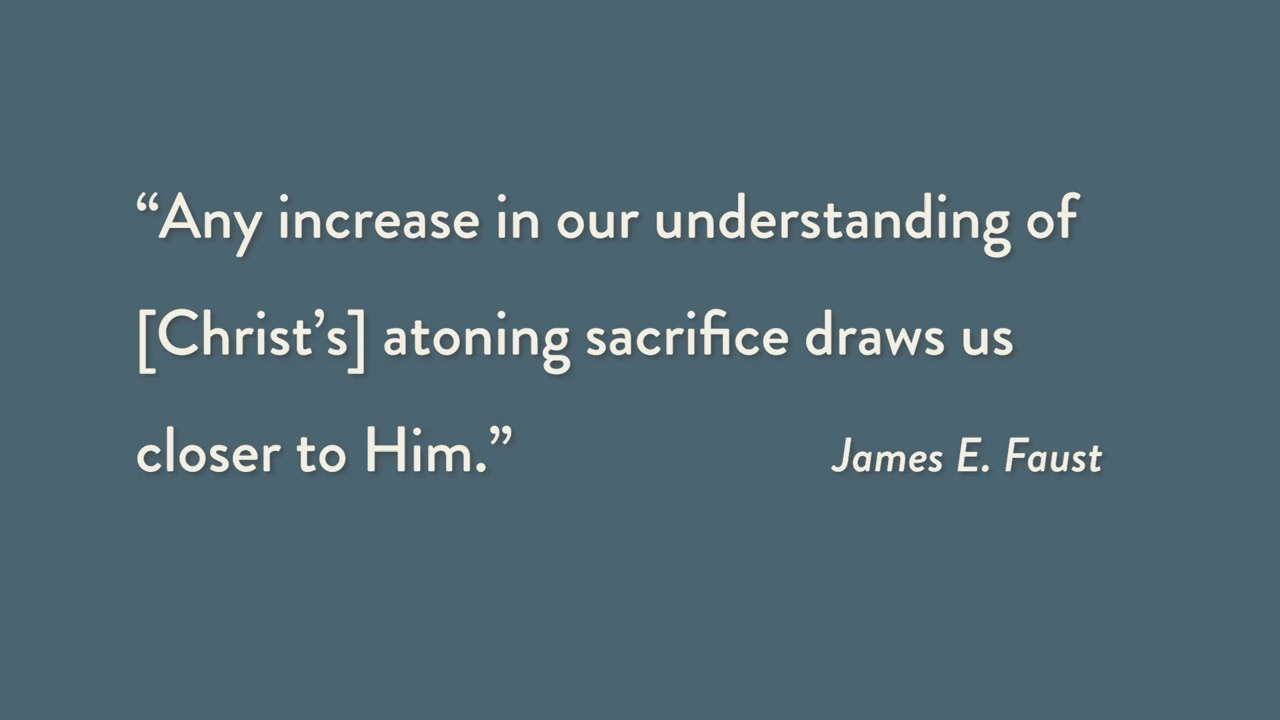 “Any increase in our understanding of
[Christ’s] atoning sacrifice draws us
closer to Him.” James E. Faust